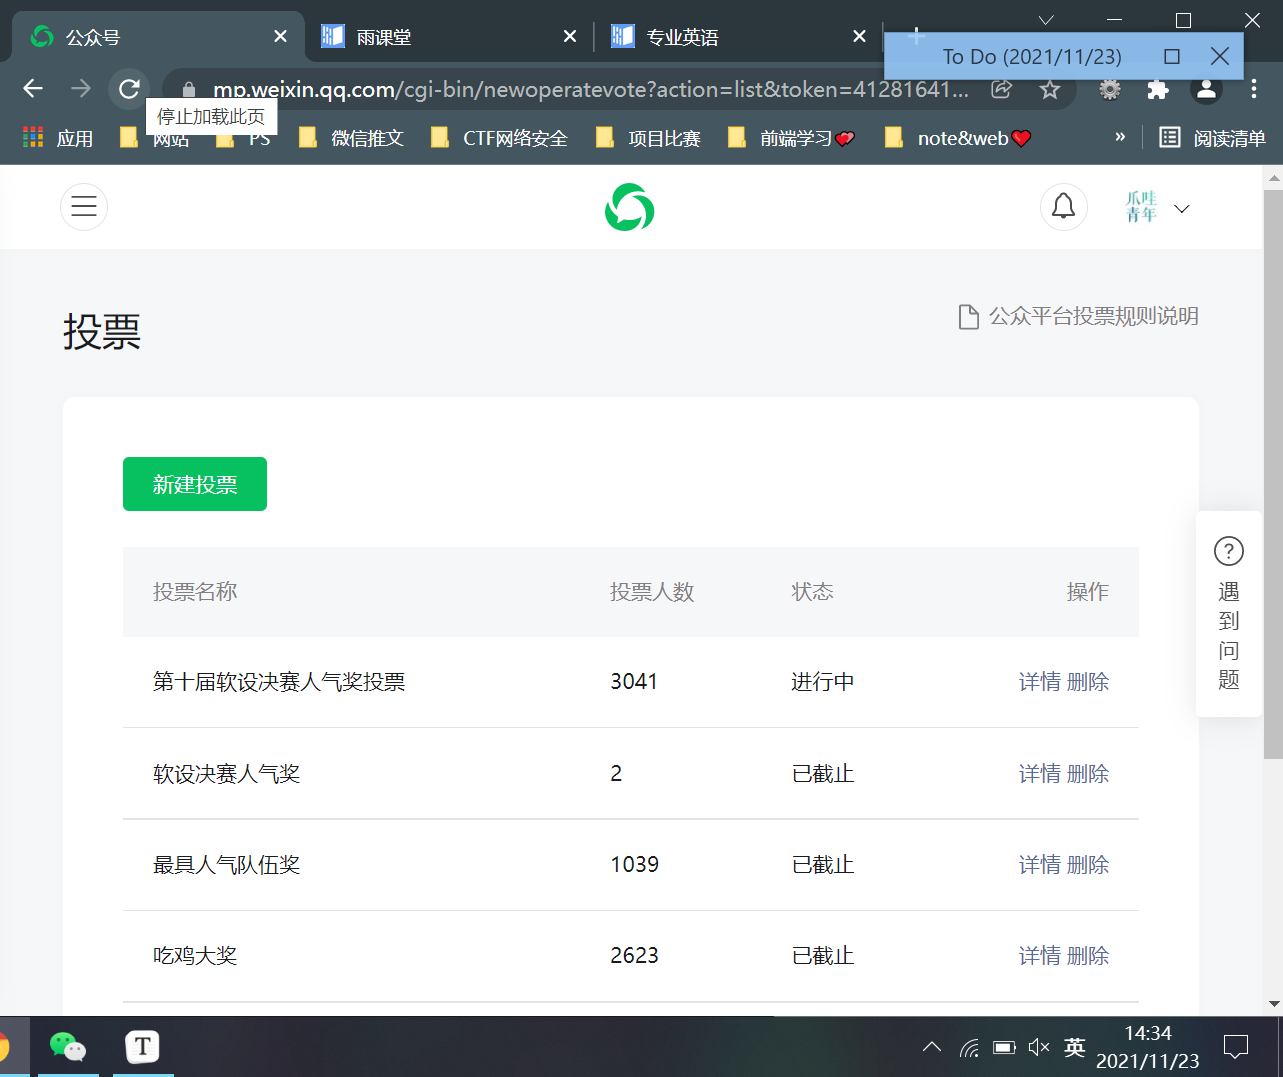 公众号
雨课堂
专业英语
To Do (2021/11/23)
mp.weixin.qq.com/cgi-bin/newoperatevote?action=list&token=41281641...
停止加载此页
应用
网站
PS
微信推文
CTF网络安全
项目比赛
前端学习
note&web
»
阅读清单
爪哇
青年
投票
公众平台投票规则说明
新建投票
投票名称 投票人数 状态 操作
第十届软设决赛人气奖投票 3041 进行中 详情 删除
软设决赛人气奖 2 已截止 详情 删除
最具人气队伍奖 1039 已截止 详情 删除
吃鸡大奖 2623 已截止 详情 删除
?
遇
到
问
题
T
英
14:34
2021/11/23